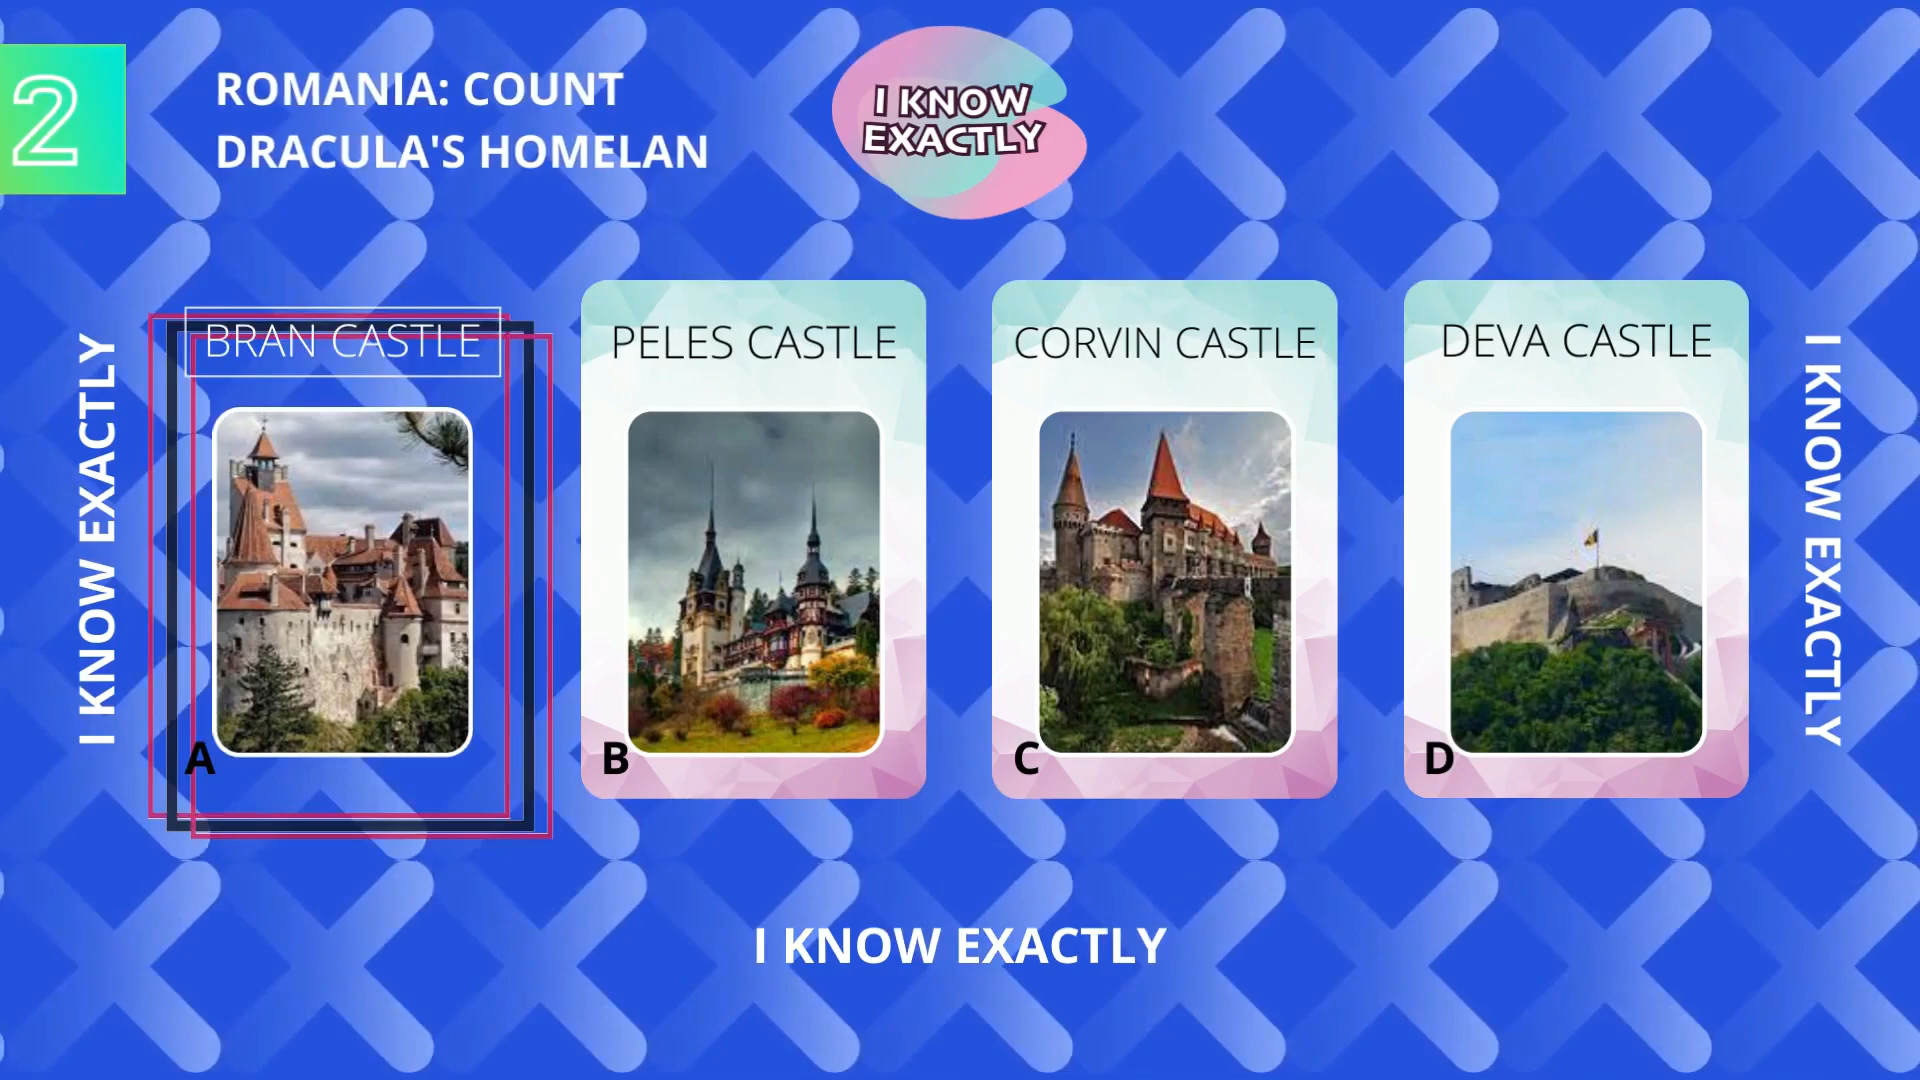 2
ROMANIA: COUNT
DRACULA'S HOMELAN
I KNOW
EXACTLY
BRAN CASTLE
PELES CASTLE
CORVIN CASTLE
DEVA CASTLE
I KNOW EXACTLY
I KNOW EXACTLY
A
B
C
D
I KNOW EXACTLY